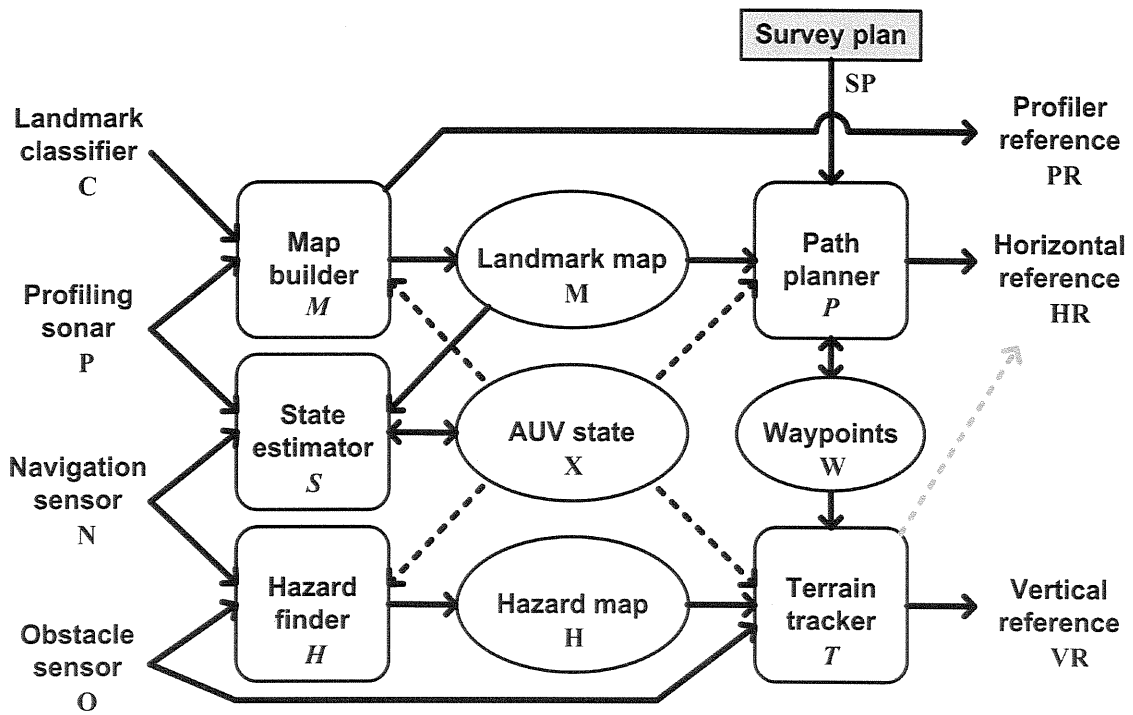 Survey plan
SP
Landmark
classifier
C
Profiler
reference
PR
Map
builder
M
Landmark map
M
Path
planner
P
Horizontal
reference
HR
Profiling
sonar
P
State
estimator
S
AUV state
X
Waypoints
W
Navigation
sensor
N
Hazard
finder
H
Hazard map
H
Terrain
tracker
T
Vertical
reference
VR
Obstacle
sensor
O